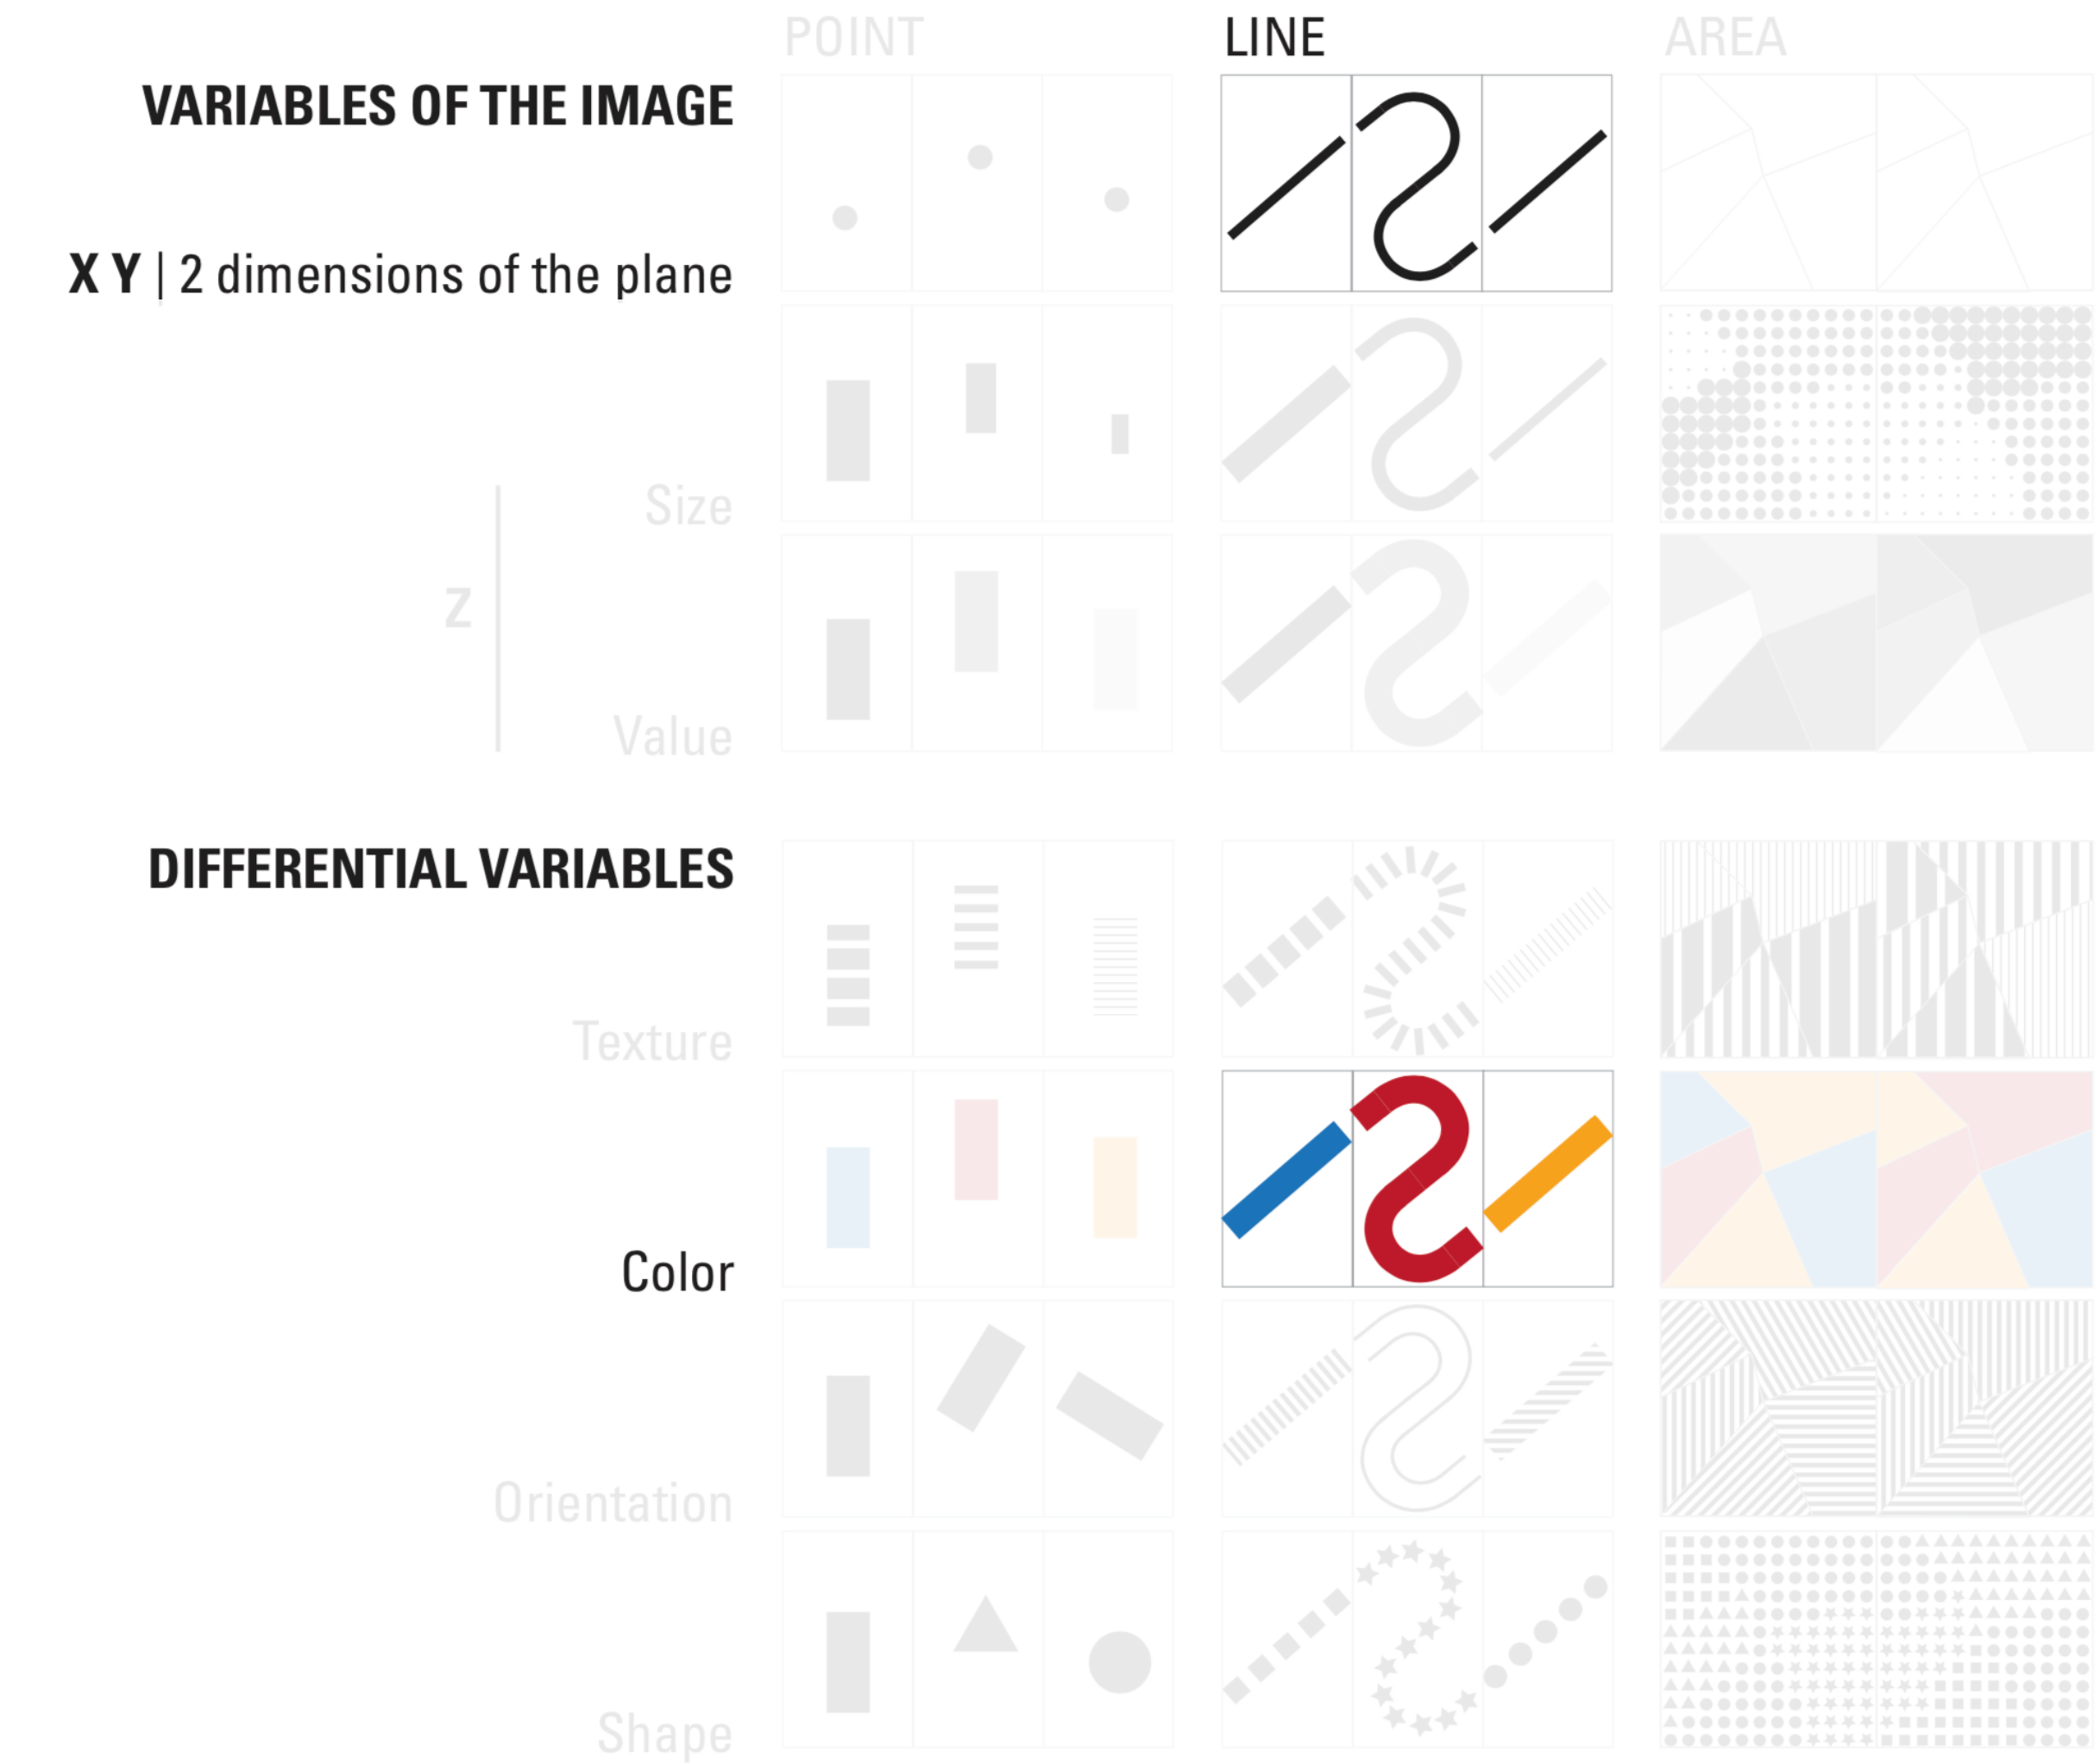 POINT LINE AREA
VARIABLES OF THE IMAGE
X Y | 2 dimensions of the plane
Size
Z
Value
DIFFERENTIAL VARIABLES
Texture
Color
Orientation
Shape